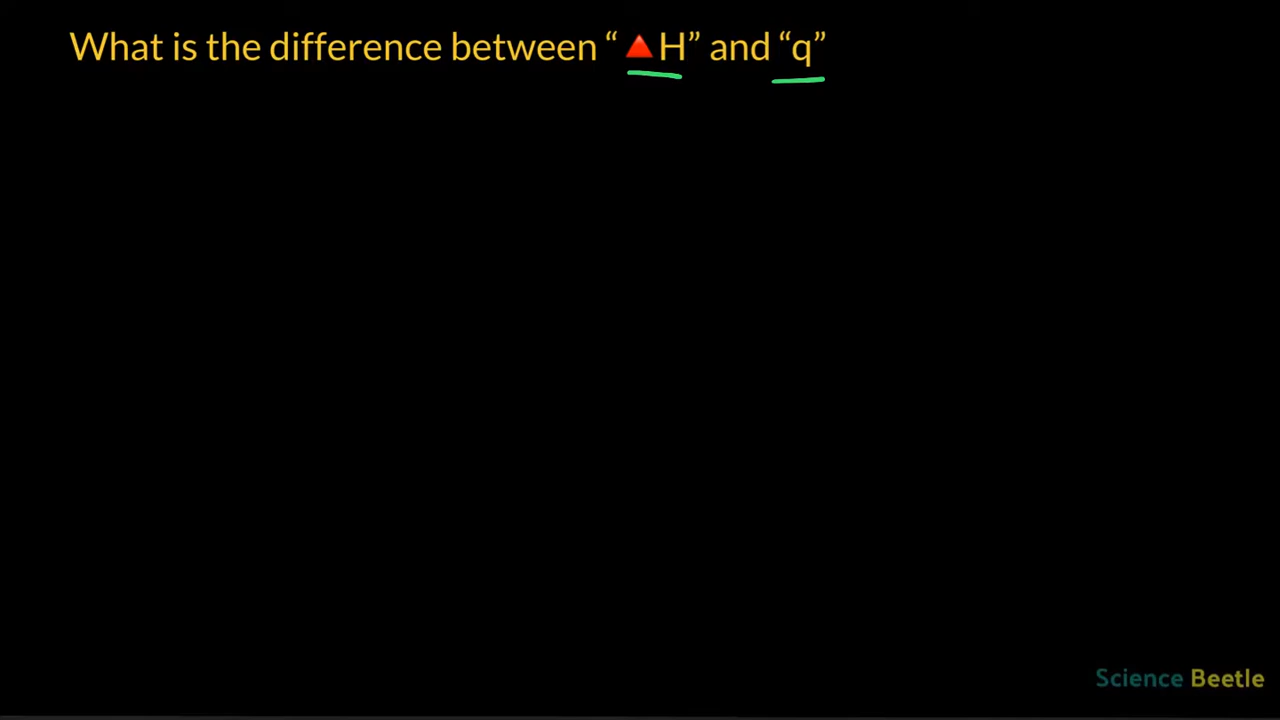 What is the difference between “🔺H” and “q”
Science Beetle